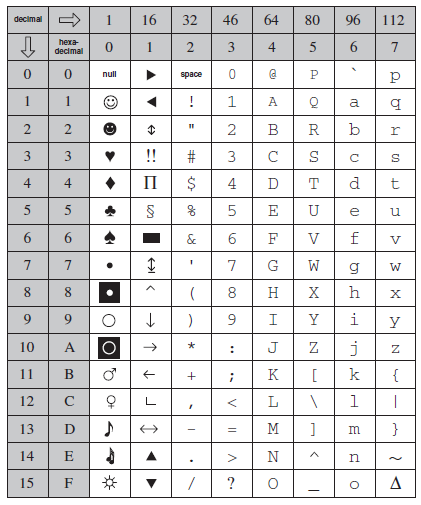 decimal ⇨ 1 16 32 46 64 80 96 112
⇩ hexa-decimal 0 1 2 3 4 5 6 7
0 0 null ► space 0 @ P ` p
1 1 ☺ ◄ ! 1 A Q a q
2 2 ☻ ↕ " 2 B R b r
3 3 ♥ !! # 3 C S c s
4 4 ♦ Π $ 4 D T d t
5 5 ♣ § % 5 E U e u
6 6 ♠ ▬ & 6 F V f v
7 7 • ↨ ' 7 G W g w
8 8 ◘ ^ ( 8 H X h x
9 9 ○ ↓ ) 9 I Y i y
10 A ◙ → * : J Z j z
11 B ♂ ← + ; K [ k {
12 C ♀ ∟ , < L \ l |
13 D ♪ ↔ - = M ] m }
14 E ♫ ▲ . > N ^ n ~
15 F ☼ ▼ / ? O _ o Δ